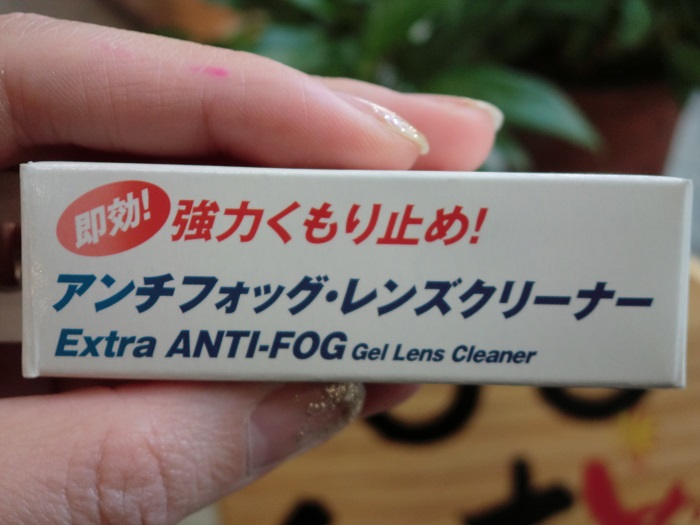 即効!
強力くもり止め!
アンチフォッグ・レンズクリーナー
Extra ANTI-FOG Gel Lens Cleaner